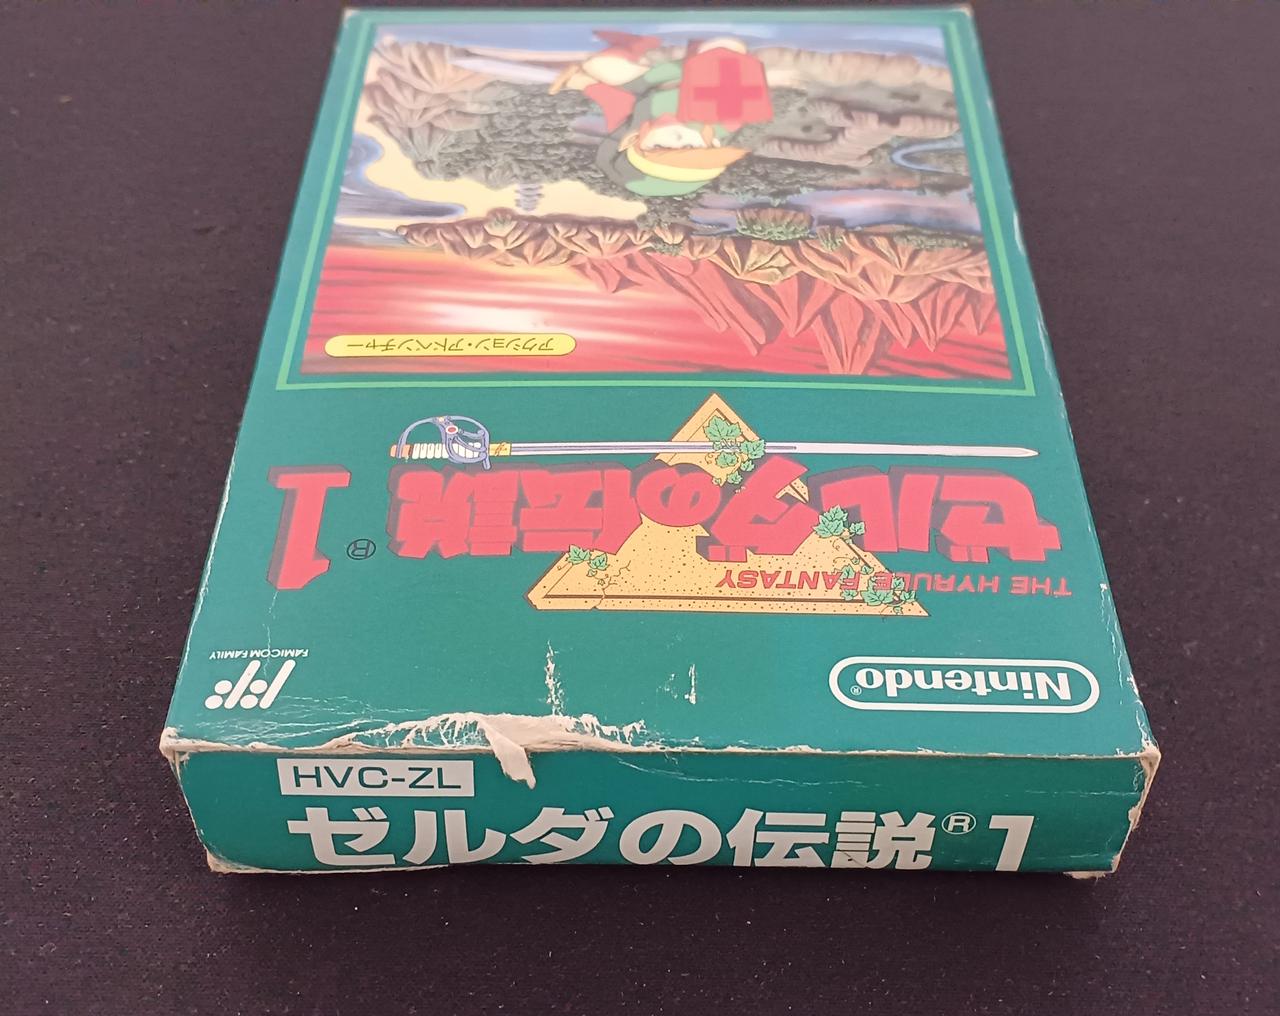 Nintendo®
FAMICOM FAMILY
THE HYRULE FANTASY
ゼルダの伝説 1®
アクション・アドベンチャー
HVC-ZL
ゼルダの伝説® 1